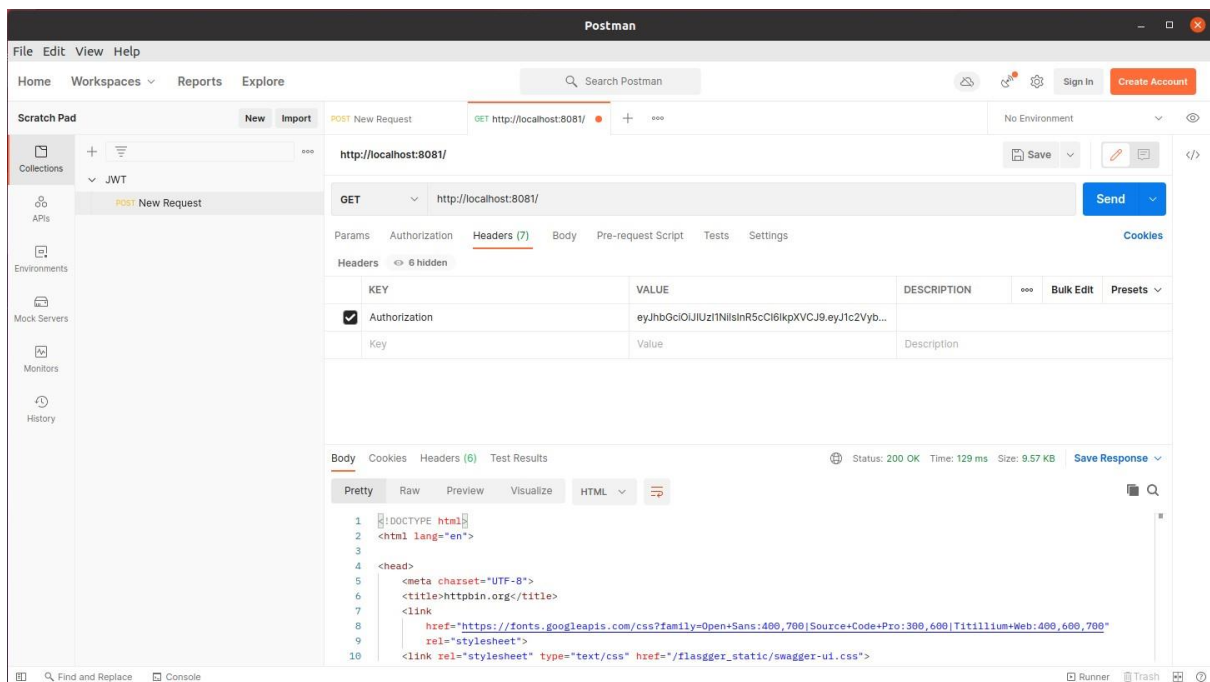 Postman
File Edit View Help
Home Workspaces Reports Explore Search Postman Sign In Create Account
Scratch Pad New Import POST New Request GET http://localhost:8081/ No Environment
Collections
APIs
Environments
Mock Servers
Monitors
History
JWT
POST New Request
http://localhost:8081/ Save
GET http://localhost:8081/ Send
Params Authorization Headers (7) Body Pre-request Script Tests Settings Cookies
Headers 6 hidden
KEY VALUE DESCRIPTION Bulk Edit Presets
Authorization eyJhbGciOiJIUzI1NiIsInR5cCI6IkpXVCJ9.eyJ1c2Vyb...
Key Value Description
Body Cookies Headers (6) Test Results Status: 200 OK Time: 129 ms Size: 9.57 KB Save Response
Pretty Raw Preview Visualize HTML
1 <!DOCTYPE html>
2 <html lang="en">
3
4 <head>
5 <meta charset="UTF-8">
6 <title>httpbin.org</title>
7 <link
8 href="https://fonts.googleapis.com/css?family=Open+Sans:400,700|Source+Code+Pro:300,600|Titillium+Web:400,600,700"
9 rel="stylesheet">
10 <link rel="stylesheet" type="text/css" href="/flasgger_static/swagger-ui.css">
Find and Replace Console Runner Trash